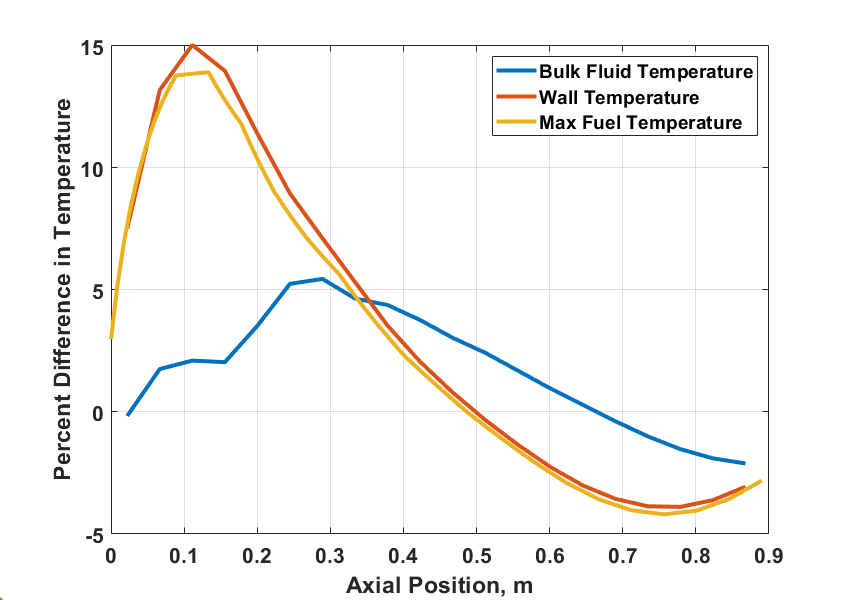 15
10
5
0
-5
Percent Difference in Temperature
Bulk Fluid Temperature
Wall Temperature
Max Fuel Temperature
0 0.1 0.2 0.3 0.4 0.5 0.6 0.7 0.8 0.9
Axial Position, m